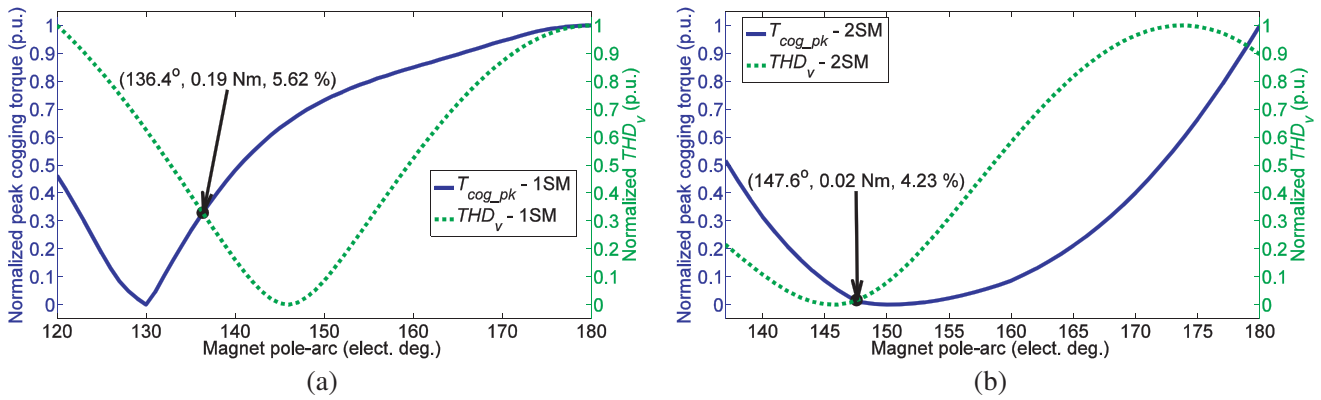 Normalized peak cogging torque (p.u.)
1
0.9
0.8
0.7
0.6
0.5
0.4
0.3
0.2
0.1
0
(136.4°, 0.19 Nm, 5.62 %)
T_cog_pk - 1SM
THD_v - 1SM
1
0.9
0.8
0.7
0.6
0.5
0.4
0.3
0.2
0.1
0
Normalized THD_v (p.u.)
120 130 140 150 160 170 180
Magnet pole-arc (elect. deg.)
(a)
Normalized peak cogging torque (p.u.)
1
0.9
0.8
0.7
0.6
0.5
0.4
0.3
0.2
0.1
0
T_cog_pk - 2SM
THD_v - 2SM
(147.6°, 0.02 Nm, 4.23 %)
1
0.9
0.8
0.7
0.6
0.5
0.4
0.3
0.2
0.1
0
Normalized THD_v (p.u.)
140 145 150 155 160 165 170 175 180
Magnet pole-arc (elect. deg.)
(b)